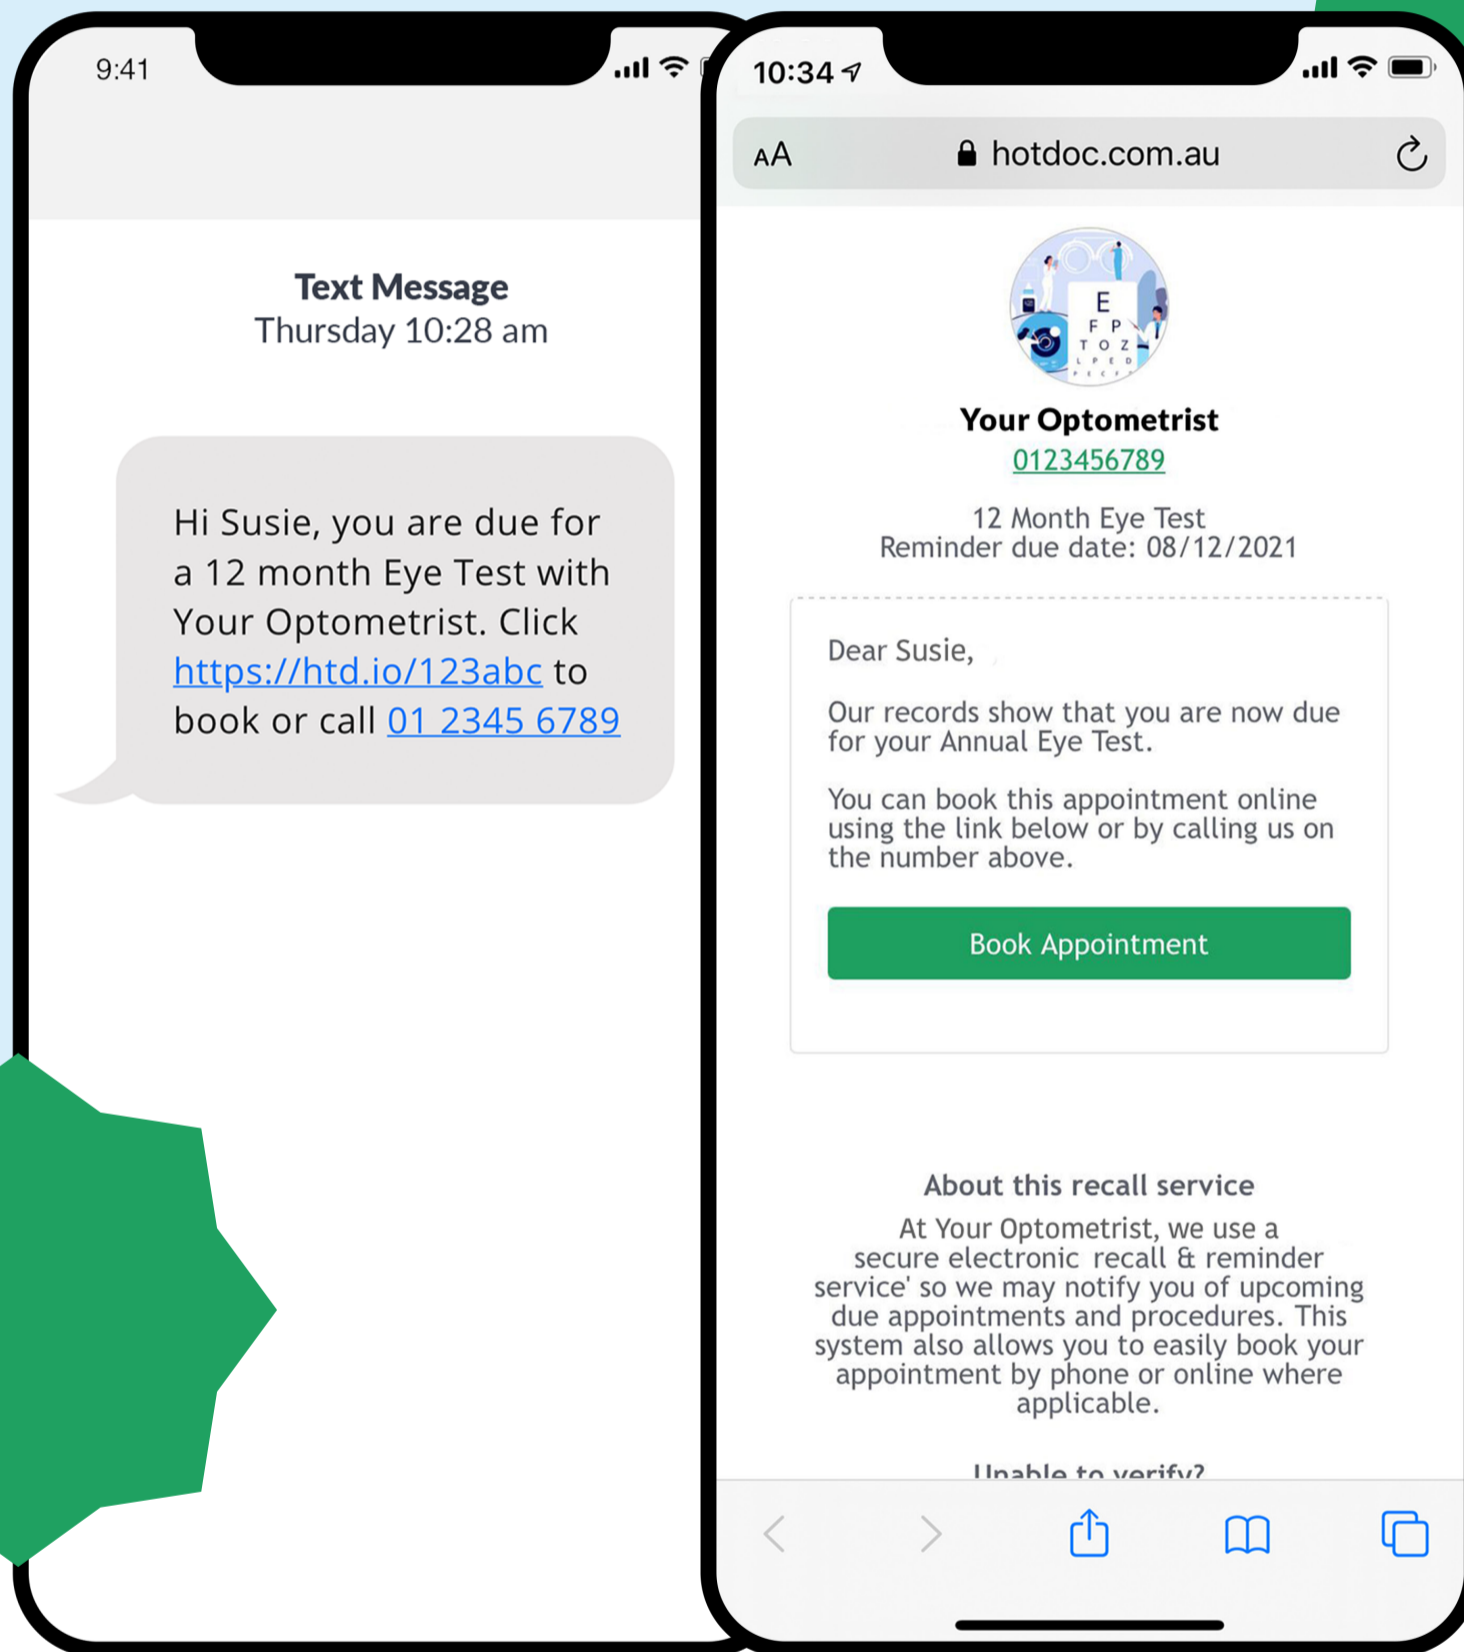 9:41
Text Message
Thursday 10:28 am
Hi Susie, you are due for
a 12 month Eye Test with
Your Optometrist. Click
https://htd.io/123abc to
book or call 01 2345 6789
10:34
AA
hotdoc.com.au
E
F P
T O Z
L P E D
P E C F
Your Optometrist
0123456789
12 Month Eye Test
Reminder due date: 08/12/2021
Dear Susie,
Our records show that you are now due
for your Annual Eye Test.
You can book this appointment online
using the link below or by calling us on
the number above.
Book Appointment
About this recall service
At Your Optometrist, we use a
secure electronic recall & reminder
service' so we may notify you of upcoming
due appointments and procedures. This
system also allows you to easily book your
appointment by phone or online where
applicable.
Unable to verify?